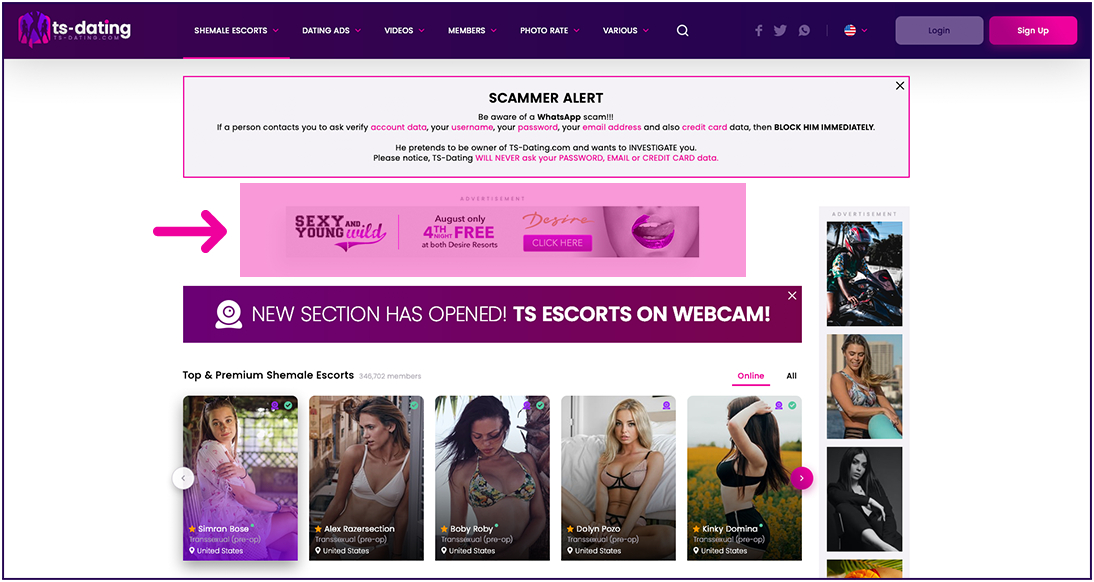 ts-dating
TS-DATING.COM
SHEMALE ESCORTS
DATING ADS
VIDEOS
MEMBERS
PHOTO RATE
VARIOUS
Login
Sign Up
SCAMMER ALERT
Be aware of a WhatsApp scam!!!
If a person contacts you to ask verify account data, your username, your password, your email address and also credit card data, then BLOCK HIM IMMEDIATELY.
He pretends to be owner of TS-Dating.com and wants to INVESTIGATE you.
Please notice, TS-Dating WILL NEVER ask your PASSWORD, EMAIL or CREDIT CARD data.
ADVERTISEMENT
SEXY AND
YOUNG wild
August only
4TH NIGHT FREE
at both Desire Resorts
Desire
CLICK HERE
ADVERTISEMENT
NEW SECTION HAS OPENED! TS ESCORTS ON WEBCAM!
Top & Premium Shemale Escorts 346,702 members
Online
All
Simran Bose
Transsexual (pre-op)
United States
Alex Razersection
Transsexual (pre-op)
United States
Boby Roby
Transsexual (pre-op)
United States
Dolyn Pozo
Transsexual (pre-op)
United States
Kinky Domina
Transsexual (pre-op)
United States